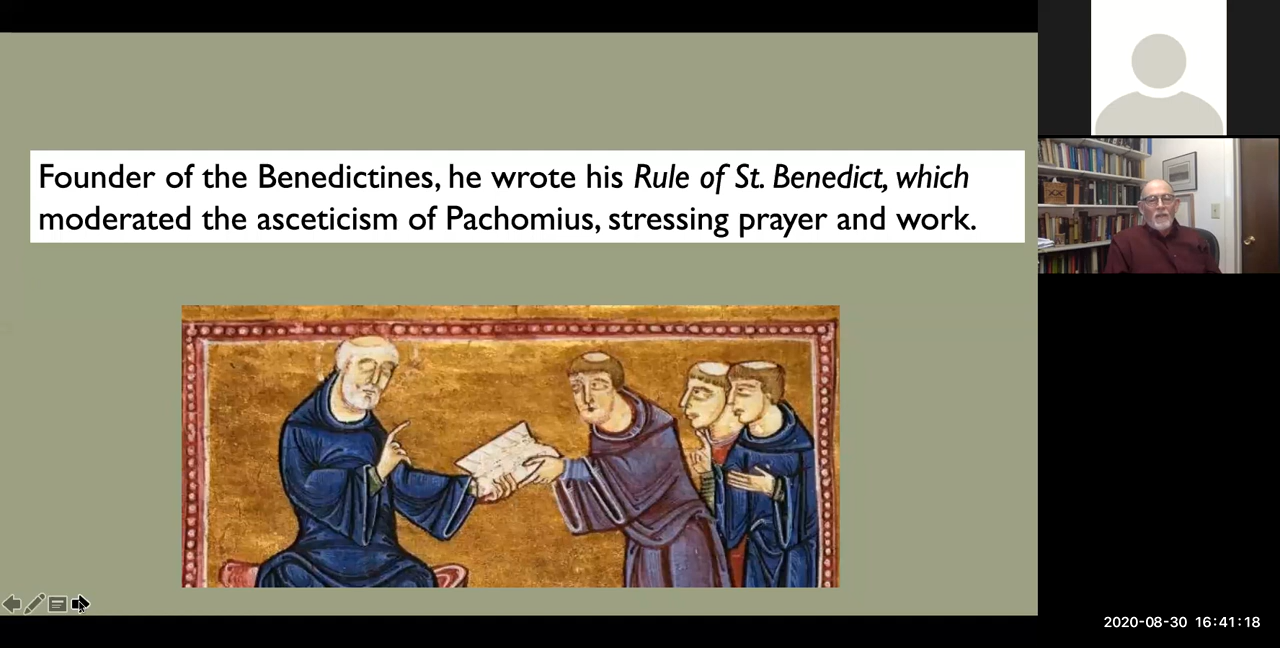 Founder of the Benedictines, he wrote his Rule of St. Benedict, which
moderated the asceticism of Pachomius, stressing prayer and work.
2020-08-30 16:41:18